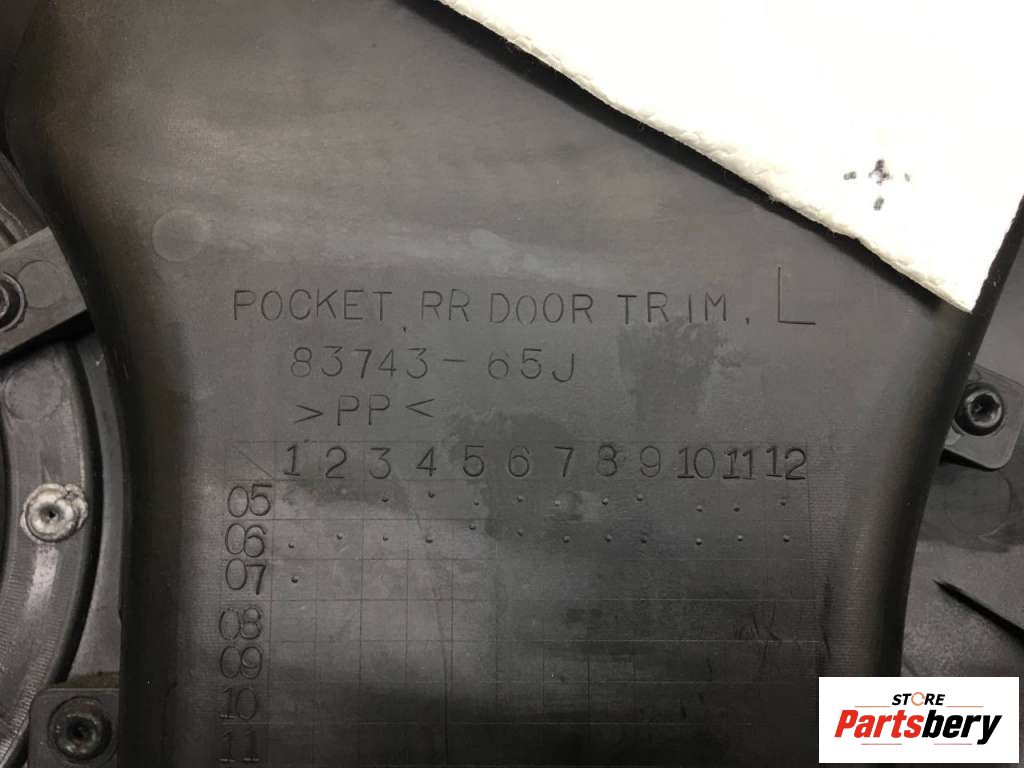 POCKET, RR DOOR TRIM, L
83743-65J
>PP<
1 2 3 4 5 6 7 8 9 10 11 12
05
06
07
08
09
10
11
STORE
Partsbery